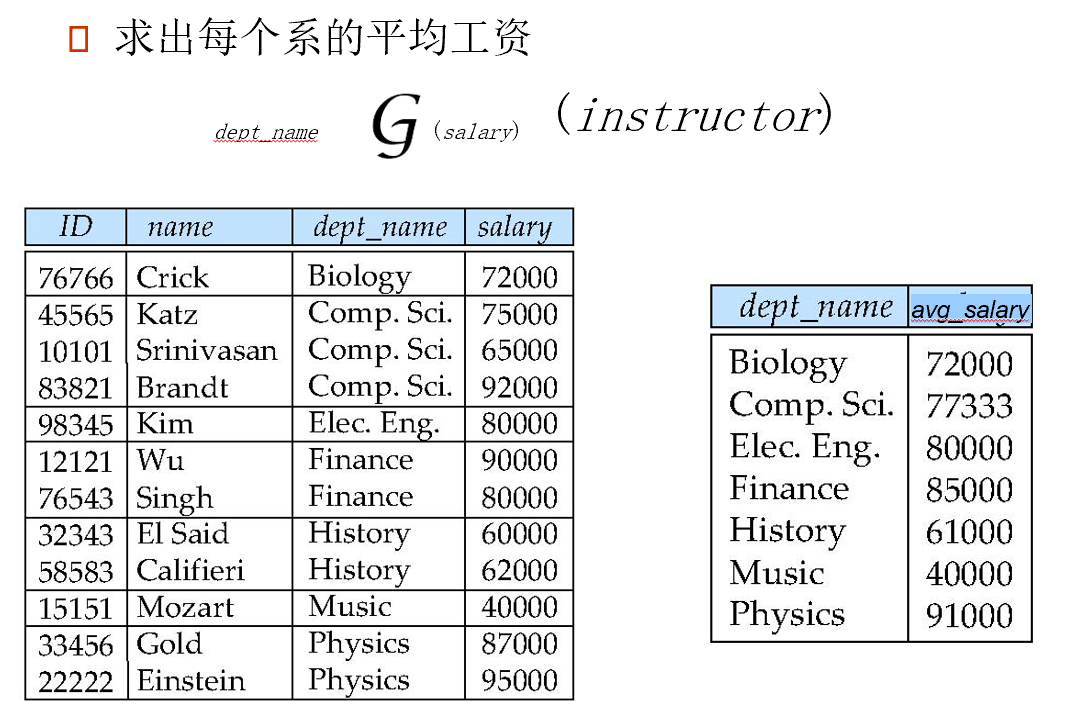 求出每个系的平均工资
dept_name G (salary) (instructor)
ID name dept_name salary
76766 Crick Biology 72000
45565 Katz Comp. Sci. 75000
10101 Srinivasan Comp. Sci. 65000
83821 Brandt Comp. Sci. 92000
98345 Kim Elec. Eng. 80000
12121 Wu Finance 90000
76543 Singh Finance 80000
32343 El Said History 60000
58583 Califieri History 62000
15151 Mozart Music 40000
33456 Gold Physics 87000
22222 Einstein Physics 95000
dept_name avg_salary
Biology 72000
Comp. Sci. 77333
Elec. Eng. 80000
Finance 85000
History 61000
Music 40000
Physics 91000